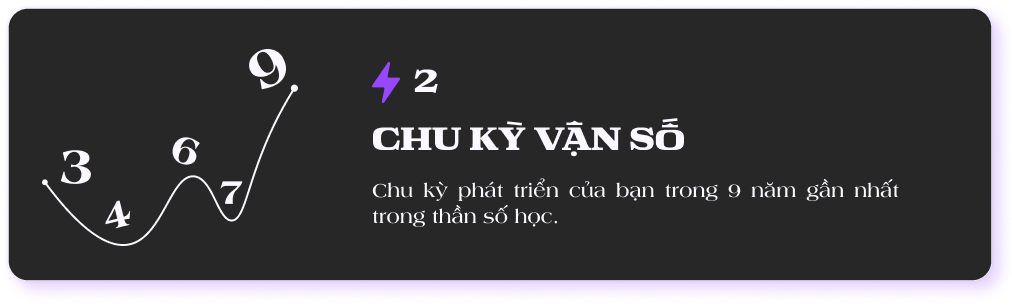 9
3
6
4
7
2
CHU KỲ VẬN SỐ
Chu kỳ phát triển của bạn trong 9 năm gần nhất
trong thần số học.